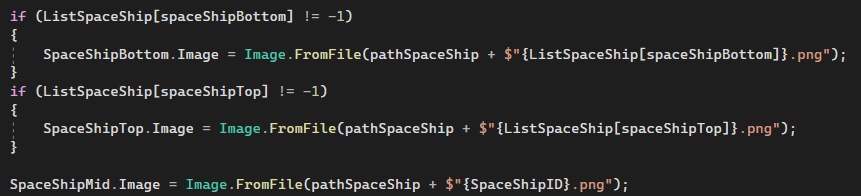 if (ListSpaceShip[spaceShipBottom] != -1)
{
    SpaceShipBottom.Image = Image.FromFile(pathSpaceShip + $"{ListSpaceShip[spaceShipBottom]}.png");
}
if (ListSpaceShip[spaceShipTop] != -1)
{
    SpaceShipTop.Image = Image.FromFile(pathSpaceShip + $"{ListSpaceShip[spaceShipTop]}.png");
}

SpaceShipMid.Image = Image.FromFile(pathSpaceShip + $"{SpaceShipID}.png");